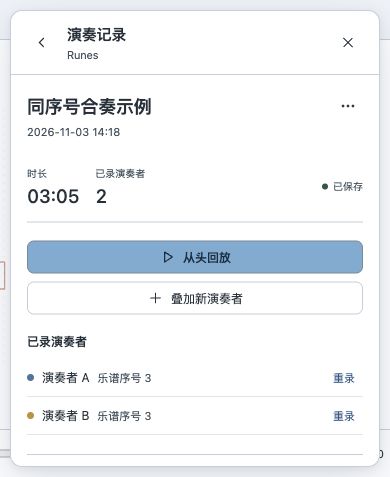 演奏记录
Runes
同序号合奏示例
2026-11-03 14:18
时长
已录演奏者
03:05
2
已保存
从头回放
叠加新演奏者
已录演奏者
演奏者 A 乐谱序号 3 重录
演奏者 B 乐谱序号 3 重录